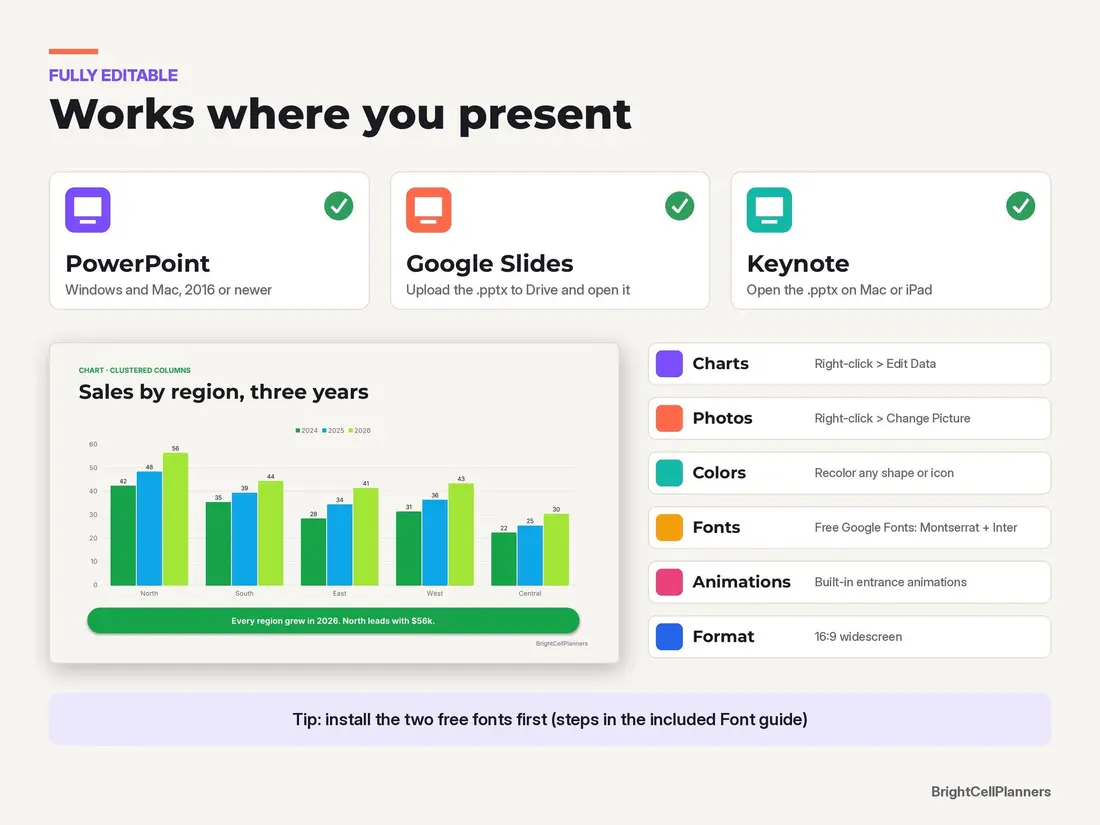 FULLY EDITABLE
Works where you present
PowerPoint
Windows and Mac, 2016 or newer
Google Slides
Upload the .pptx to Drive and open it
Keynote
Open the .pptx on Mac or iPad
CHART · CLUSTERED COLUMNS
Sales by region, three years
2024 2025 2026
60
50
40
30
20
10
0
42 48 56
35 39 44
28 34 41
31 36 43
22 25 30
North South East West Central
Every region grew in 2026. North leads with $56k.
BrightCellPlanners
Charts Right-click > Edit Data
Photos Right-click > Change Picture
Colors Recolor any shape or icon
Fonts Free Google Fonts: Montserrat + Inter
Animations Built-in entrance animations
Format 16:9 widescreen
Tip: install the two free fonts first (steps in the included Font guide)
BrightCellPlanners